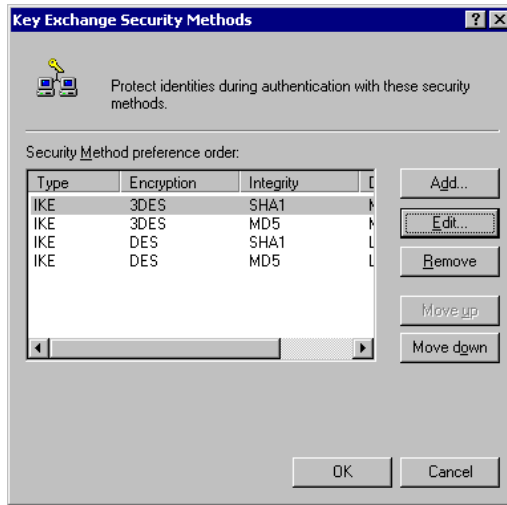 Key Exchange Security Methods
Protect identities during authentication with these security
methods.
Security Method preference order:
Type Encryption Integrity
IKE 3DES SHA1
IKE 3DES MD5
IKE DES SHA1
IKE DES MD5
Add...
Edit...
Remove
Move up
Move down
OK Cancel